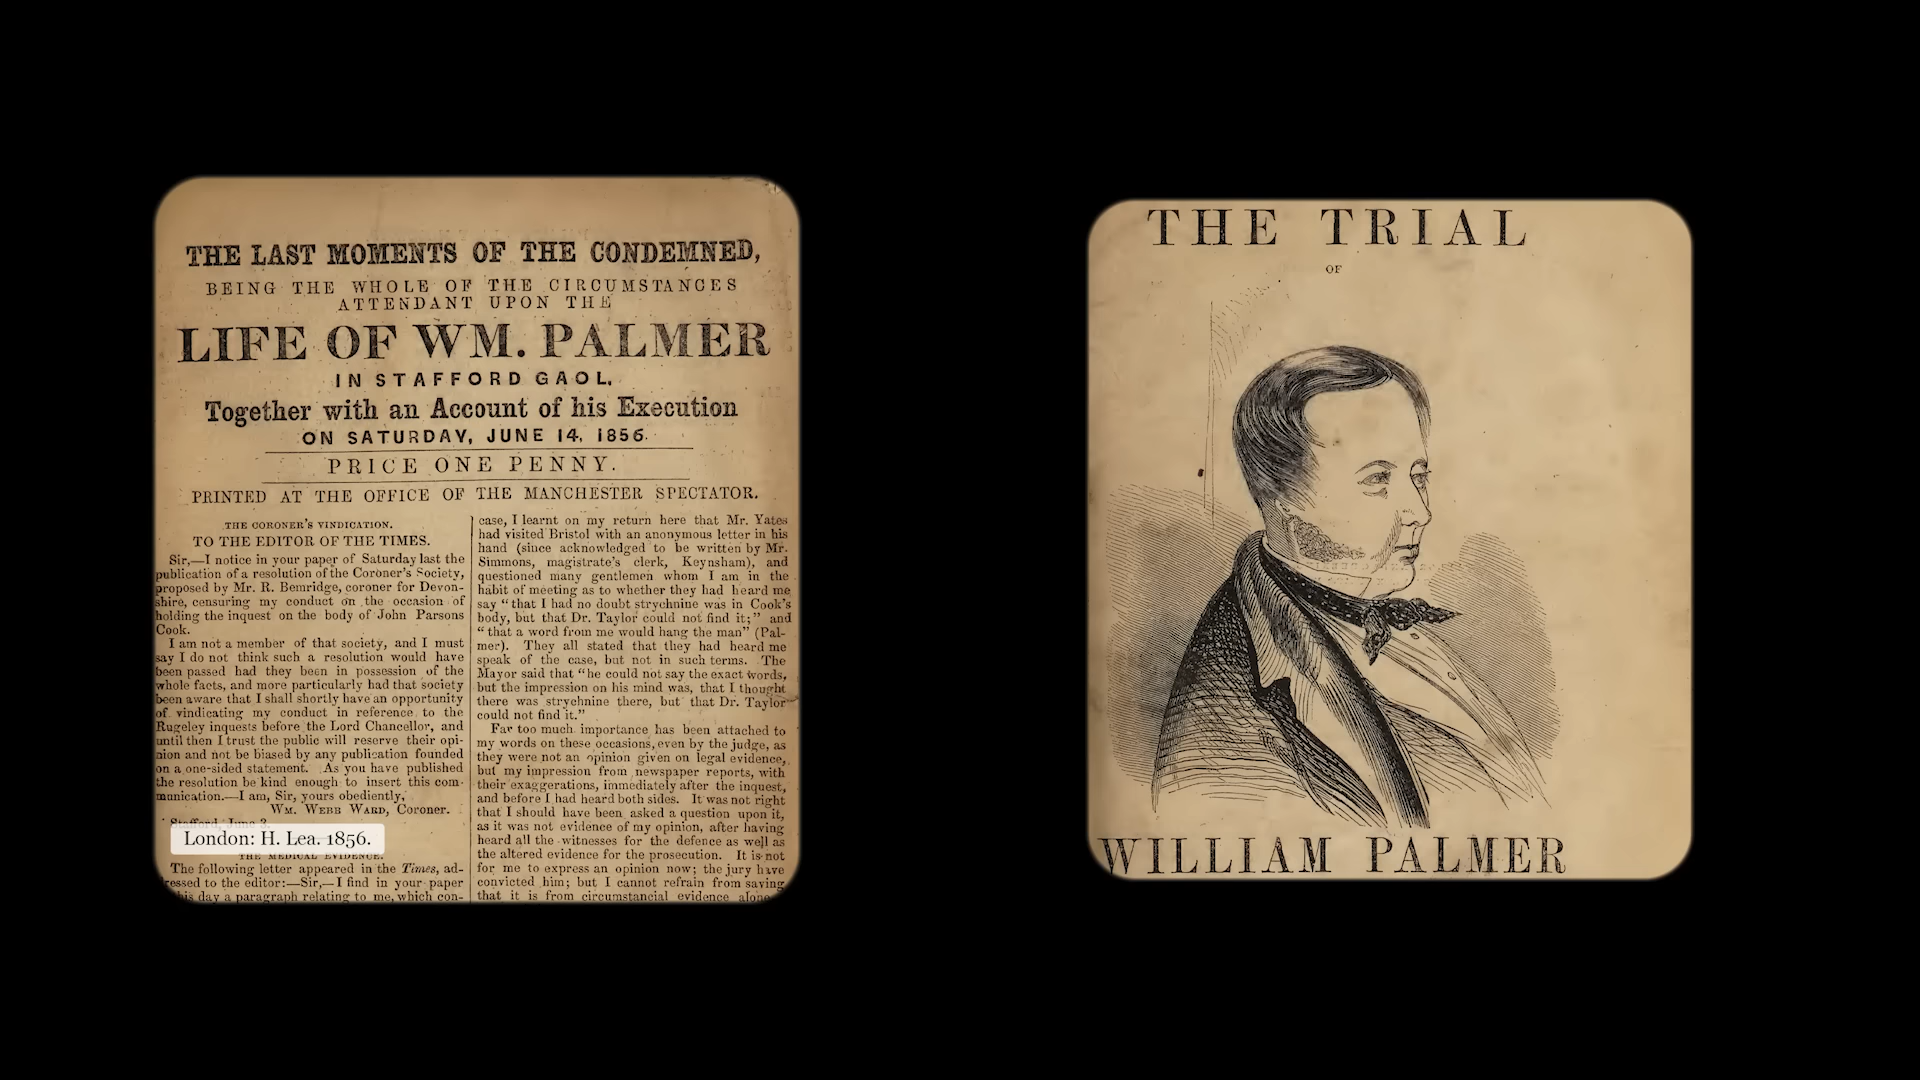 THE LAST MOMENTS OF THE CONDEMNED,
BEING THE WHOLE OF THE CIRCUMSTANCES
ATTENDANT UPON THE
LIFE OF WM. PALMER
IN STAFFORD GAOL,
Together with an Account of his Execution
ON SATURDAY, JUNE 14, 1856.
PRICE ONE PENNY.
PRINTED AT THE OFFICE OF THE MANCHESTER SPECTATOR.
THE CORONER'S VINDICATION.
TO THE EDITOR OF THE TIMES.
Sir,—I notice in your paper of Saturday last the
publication of a resolution of the Coroner's Society,
proposed by Mr. R. Bemridge, coroner for Devon-
shire, censuring my conduct on the occasion of
holding the inquest on the body of John Parsons
Cook.
I am not a member of that society, and I must
say I do not think such a resolution would have
been passed had they been in possession of the
whole facts, and more particularly had that society
been aware that I shall shortly have an opportunity
of vindicating my conduct in reference to the
Rugeley inquests before the Lord Chancellor, and
until then I trust the public will reserve their opi-
nion and not be biased by any publication founded
on a one-sided statement. As you have published
the resolution be kind enough to insert this com-
munication.—I am, Sir, yours obediently,
WM. WEBB WARD, Coroner.
Stafford, June 3.
London: H. Lea. 1856.
THE MEDICAL EVIDENCE.
The following letter appeared in the Times, ad-
ressed to the editor:—Sir,—I find in your paper
his day a paragraph relating to me, which con-
case, I learnt on my return here that Mr. Yates
had visited Bristol with an anonymous letter in his
hand (since acknowledged to be written by Mr.
Simmons, magistrate's clerk, Keynsham), and
questioned many gentlemen whom I am in the
habit of meeting as to whether they had heard me
say "that I had no doubt strychnine was in Cook's
body, but that Dr. Taylor could not find it;" and
"that a word from me would hang the man" (Pal-
mer). They all stated that they had heard me
speak of the case, but not in such terms. The
Mayor said that "he could not say the exact words,
but the impression on his mind was, that I thought
there was strychnine there, but that Dr. Taylor
could not find it."
Far too much importance has been attached to
my words on these occasions, even by the judge, as
they were not an opinion given on legal evidence,
but my impression from newspaper reports, with
their exaggerations, immediately after the inquest,
and before I had heard both sides. It was not right
that I should have been asked a question upon it,
as it was not evidence of my opinion, after having
heard all the witnesses for the defence as well as
the altered evidence for the prosecution. It is not
for me to express an opinion now; the jury have
convicted him; but I cannot refrain from saying
that it is from circumstancial evidence alone
THE TRIAL
OF
WILLIAM PALMER